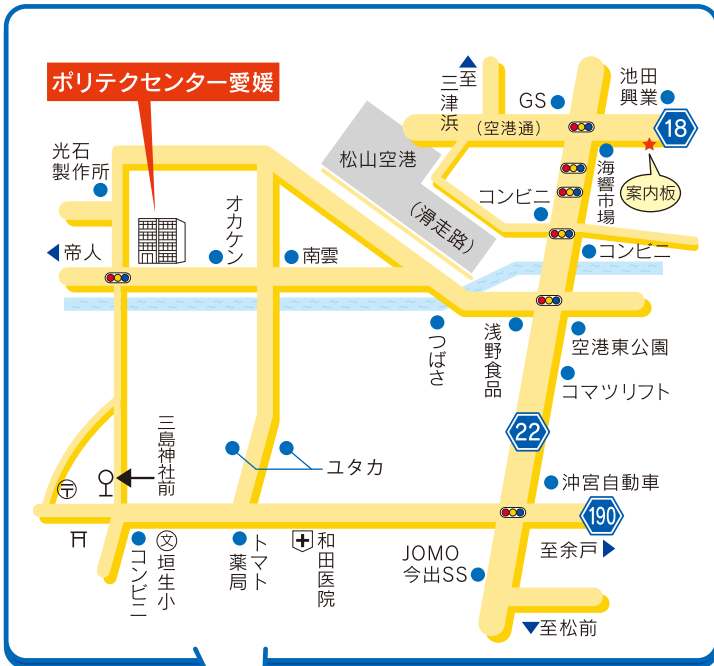 ポリテクセンター愛媛
至
三津浜
GS
池田
興業
(空港通)
18
光石
製作所
松山空港
(滑走路)
海響市場
案内板
オカケン
コンビニ
帝人
南雲
コンビニ
つばさ
浅野食品
空港東公園
コマツリフト
22
三島神社前
ユタカ
〒
沖宮自動車
190
至余戸
コンビニ
文
垣生小
トマト
薬局
和田医院
JOMO
今出SS
至松前